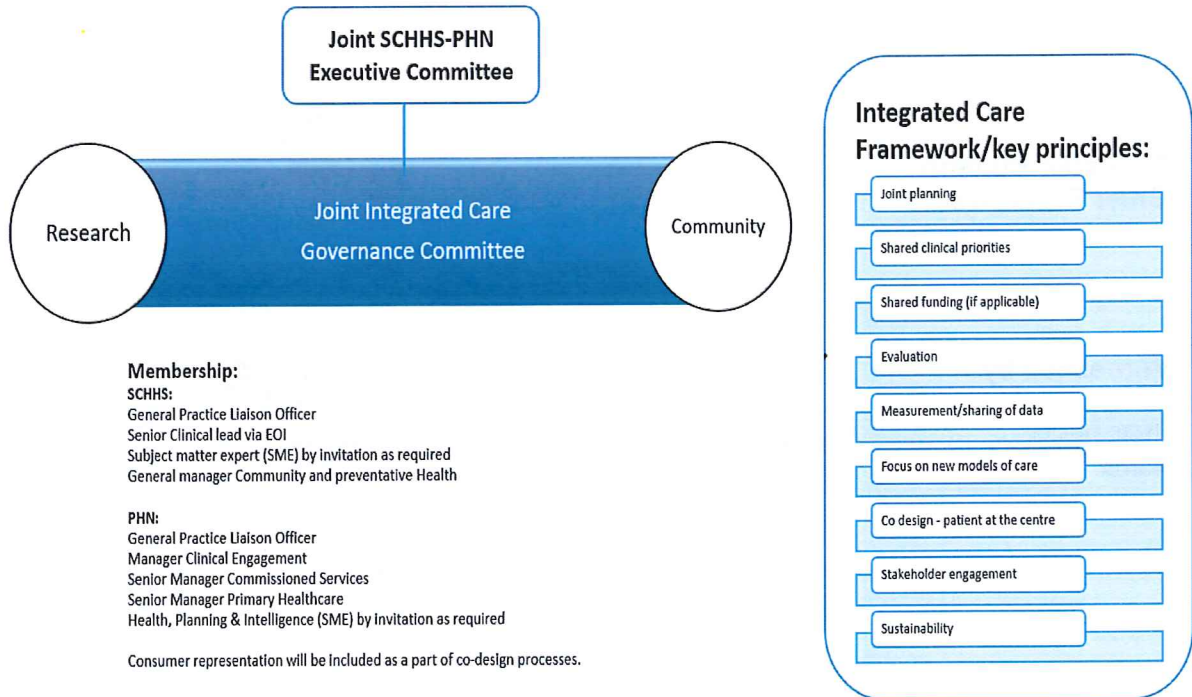 Joint SCHHS-PHN
Executive Committee
Research
Joint Integrated Care
Governance Committee
Community
Membership:
SCHHS:
General Practice Liaison Officer
Senior Clinical lead via EOI
Subject matter expert (SME) by invitation as required
General manager Community and preventative Health
PHN:
General Practice Liaison Officer
Manager Clinical Engagement
Senior Manager Commissioned Services
Senior Manager Primary Healthcare
Health, Planning & Intelligence (SME) by invitation as required
Consumer representation will be included as a part of co-design processes.
Integrated Care
Framework/key principles:
Joint planning
Shared clinical priorities
Shared funding (if applicable)
Evaluation
Measurement/sharing of data
Focus on new models of care
Co design - patient at the centre
Stakeholder engagement
Sustainability